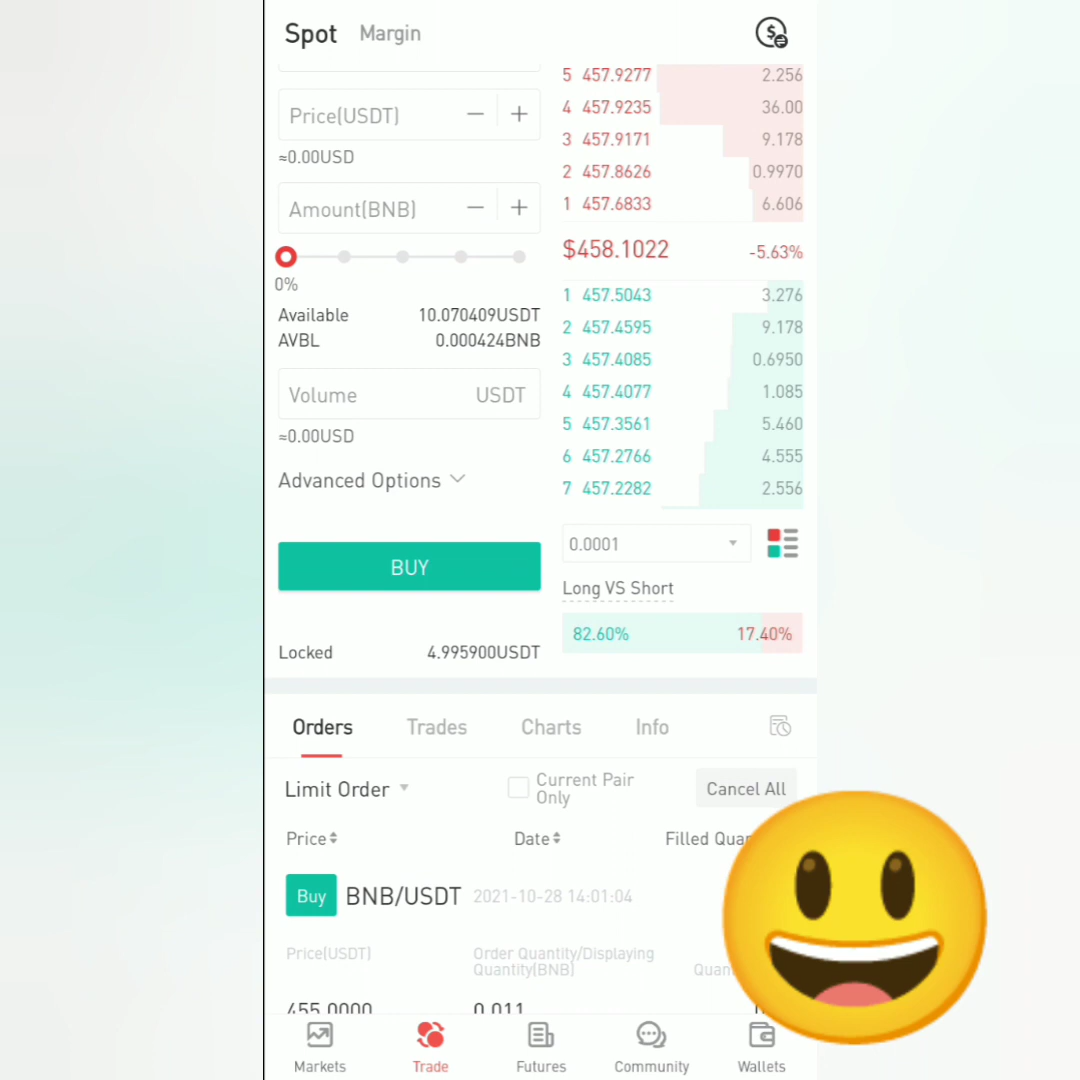 Spot Margin
Price(USDT)
≈0.00USD
Amount(BNB)
0%
Available 10.070409USDT
AVBL 0.000424BNB
Volume USDT
≈0.00USD
Advanced Options
BUY
Locked 4.995900USDT
5 457.9277 2.256
4 457.9235 36.00
3 457.9171 9.178
2 457.8626 0.9970
1 457.6833 6.606
$458.1022 -5.63%
1 457.5043 3.276
2 457.4595 9.178
3 457.4085 0.6950
4 457.4077 1.085
5 457.3561 5.460
6 457.2766 4.555
7 457.2282 2.556
0.0001
Long VS Short
82.60% 17.40%
Orders Trades Charts Info
Limit Order
Current Pair
Only
Cancel All
Price Date Filled
Buy BNB/USDT 2021-10-28 14:01:04
Price(USDT)
Order Quantity/Displaying
Quantity(BNB)
455.0000 0.011
Markets Trade Futures Community Wallets